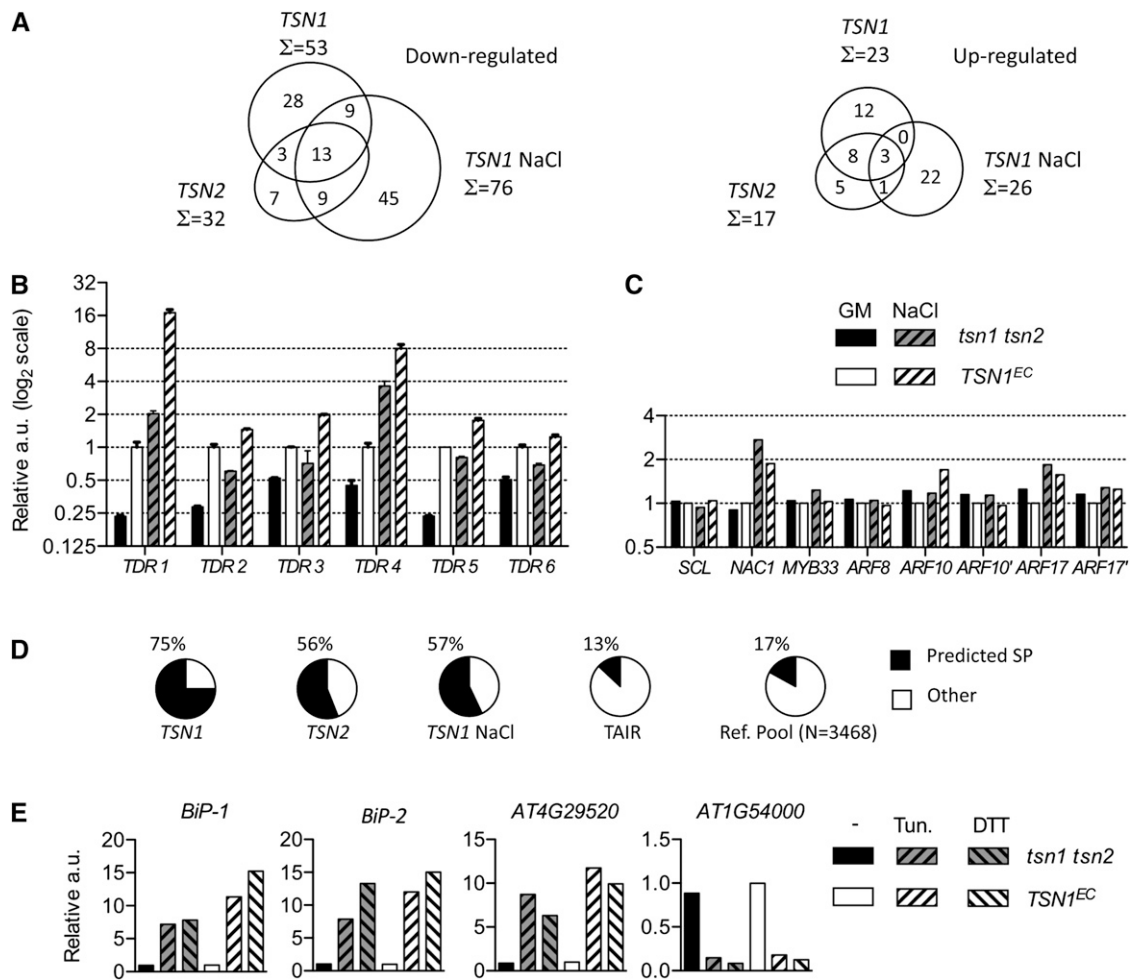 A
TSN1
Σ=53
Down-regulated
28
9
3
13
TSN2
Σ=32
7
9
45
TSN1 NaCl
Σ=76
TSN1
Σ=23
Up-regulated
12
0
8
3
TSN2
Σ=17
5
1
22
TSN1 NaCl
Σ=26
B
Relative a.u. (log2 scale)
32
16
8
4
2
1
0.5
0.25
0.125
TDR 1 TDR 2 TDR 3 TDR 4 TDR 5 TDR 6
C
GM NaCl
tsn1 tsn2
TSN1EC
4
2
1
0.5
SCL NAC1 MYB33 ARF8 ARF10 ARF10' ARF17 ARF17'
D
75% 56% 57% 13% 17%
TSN1 TSN2 TSN1 NaCl TAIR Ref. Pool (N=3468)
Predicted SP
Other
E
Relative a.u.
BiP-1
20
15
10
5
0
BiP-2
20
15
10
5
0
AT4G29520
15
10
5
0
AT1G54000
1.5
1.0
0.5
0.0
- Tun. DTT
tsn1 tsn2
TSN1EC